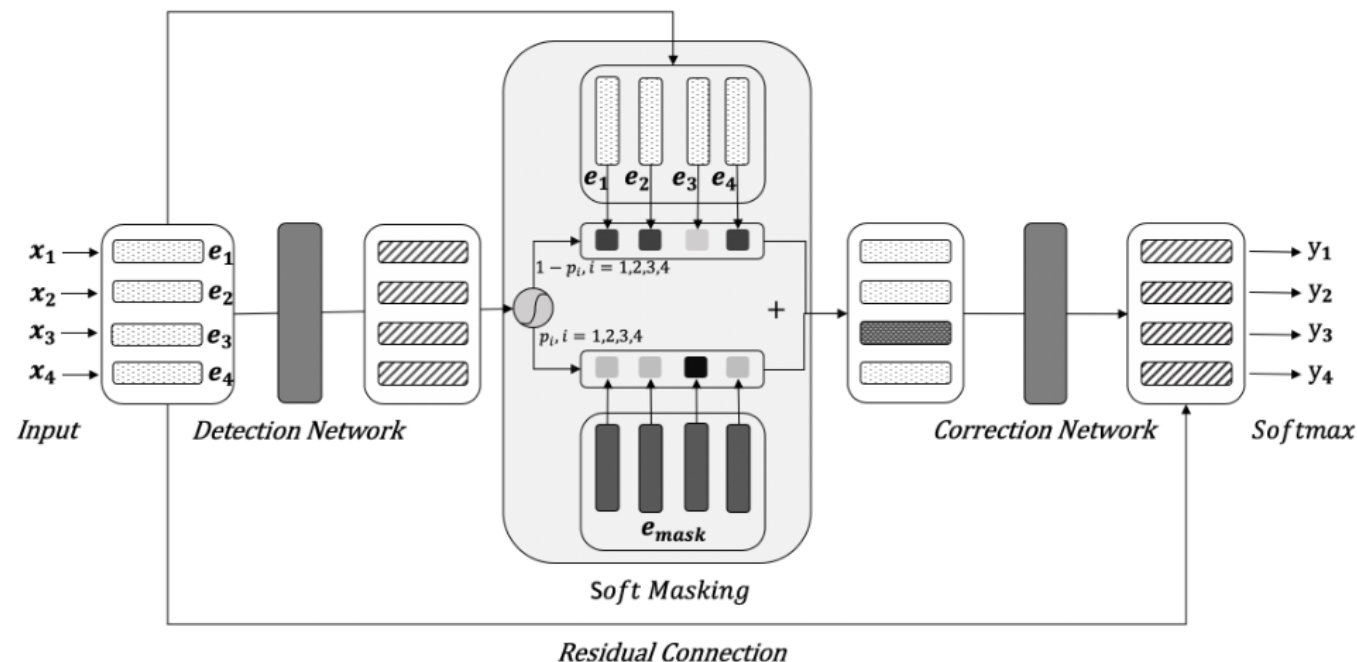 e₁ e₂ e₃ e₄
x₁ e₁
x₂ e₂
x₃ e₃
x₄ e₄
1 − pᵢ, i = 1,2,3,4
+
pᵢ, i = 1,2,3,4
y₁
y₂
y₃
y₄
Input Detection Network Correction Network Softmax
e_mask
Soft Masking
Residual Connection